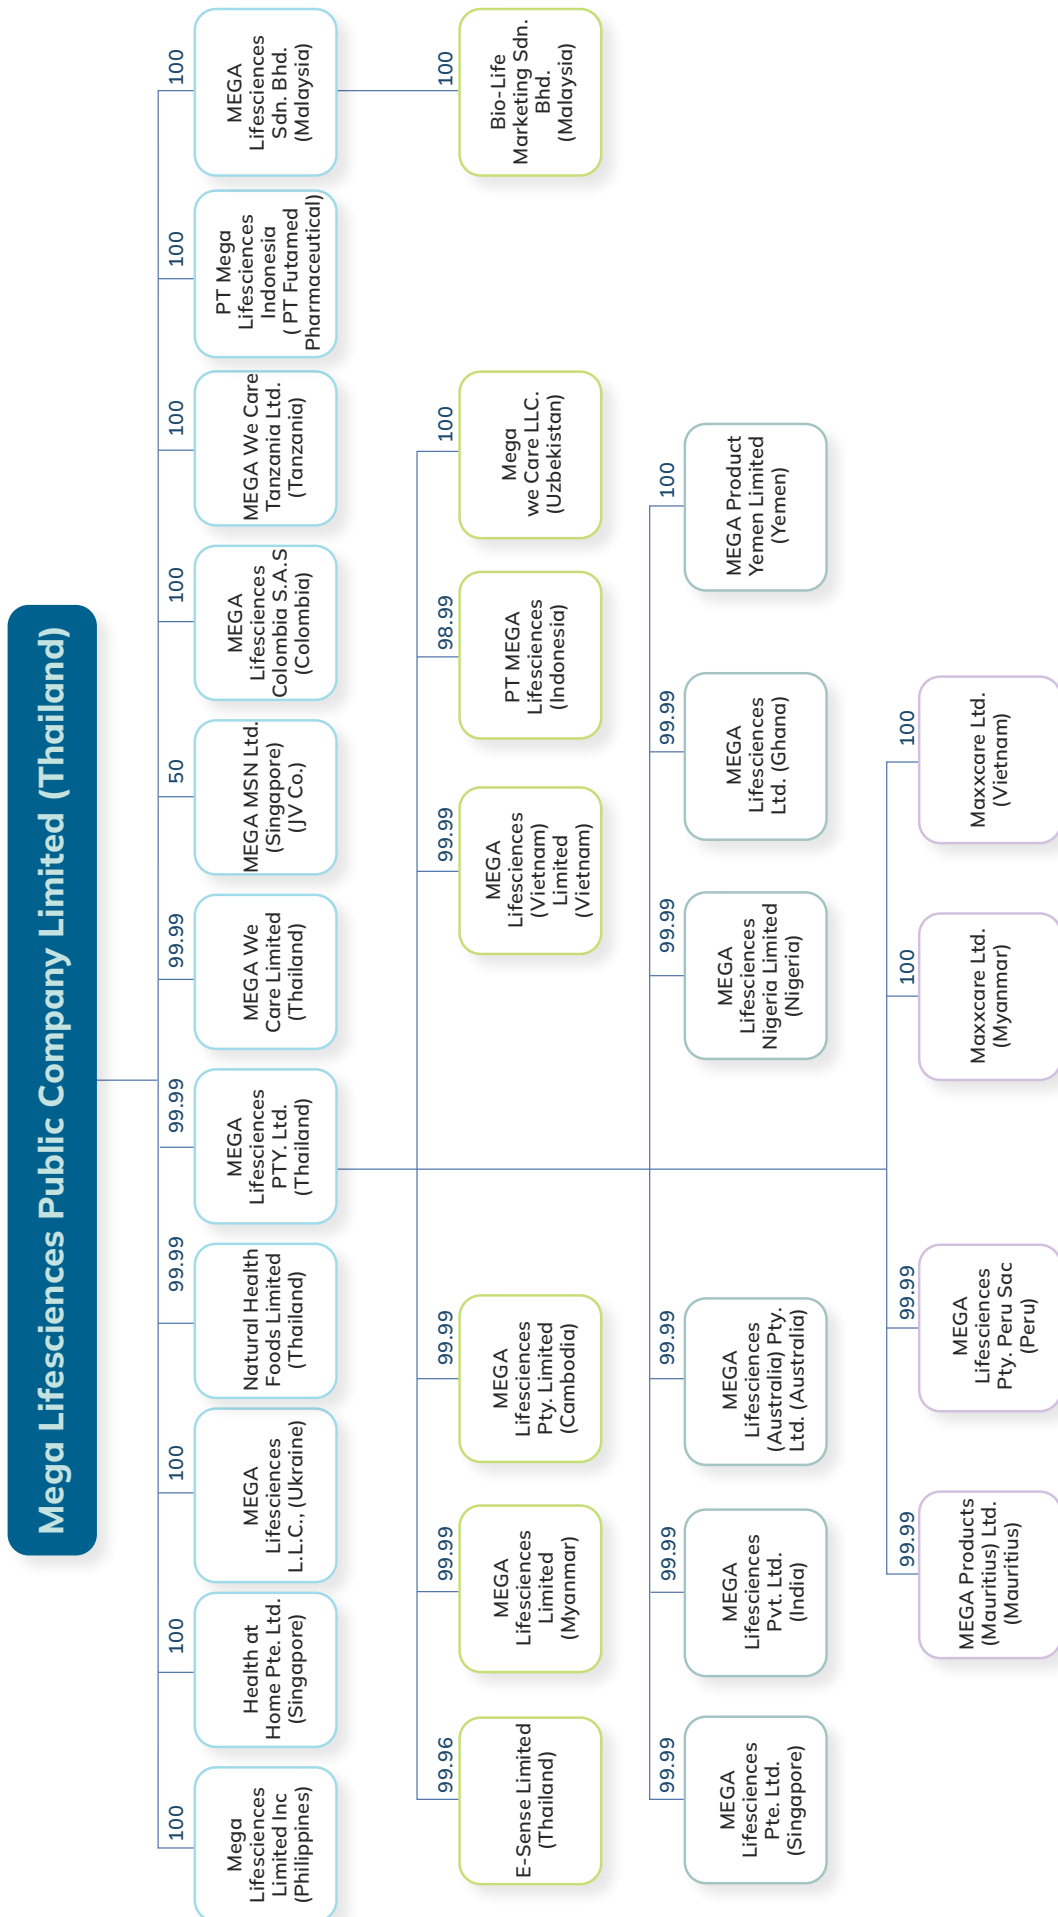 Mega Lifesciences Public Company Limited (Thailand)
100
Mega
Lifesciences
Limited Inc
(Philippines)
100
Health at
Home Pte. Ltd.
(Singapore)
100
MEGA
Lifesciences
L.L.C., (Ukraine)
99.99
Natural Health
Foods Limited
(Thailand)
99.99
MEGA
Lifesciences
PTY. Ltd.
(Thailand)
99.99
MEGA We
Care Limited
(Thailand)
50
MEGA MSN Ltd.
(Singapore)
(JV Co.)
100
MEGA
Lifesciences
Colombia S.A.S
(Colombia)
100
MEGA We Care
Tanzania Ltd.
(Tanzania)
100
PT Mega
Lifesciences
Indonesia
( PT Futamed
Pharmaceutical)
100
MEGA
Lifesciences
Sdn. Bhd.
(Malaysia)
99.96
E-Sense Limited
(Thailand)
99.99
MEGA
Lifesciences
Limited
(Myanmar)
99.99
MEGA
Lifesciences
Pty. Limited
(Cambodia)
99.99
MEGA
Lifesciences
(Vietnam)
Limited
(Vietnam)
98.99
PT MEGA
Lifesciences
(Indonesia)
100
Mega
we Care LLC.
(Uzbekistan)
100
Bio-Life
Marketing Sdn.
Bhd.
(Malaysia)
99.99
MEGA
Lifesciences
Pte. Ltd.
(Singapore)
99.99
MEGA
Lifesciences
Pvt. Ltd.
(India)
99.99
MEGA
Lifesciences
(Australia) Pty.
Ltd. (Australia)
99.99
MEGA
Lifesciences
Nigeria Limited
(Nigeria)
99.99
MEGA
Lifesciences
Ltd. (Ghana)
100
MEGA Product
Yemen Limited
(Yemen)
99.99
MEGA Products
(Mauritius) Ltd.
(Mauritius)
99.99
MEGA
Lifesciences
Pty. Peru Sac
(Peru)
100
Maxxcare Ltd.
(Myanmar)
100
Maxxcare Ltd.
(Vietnam)